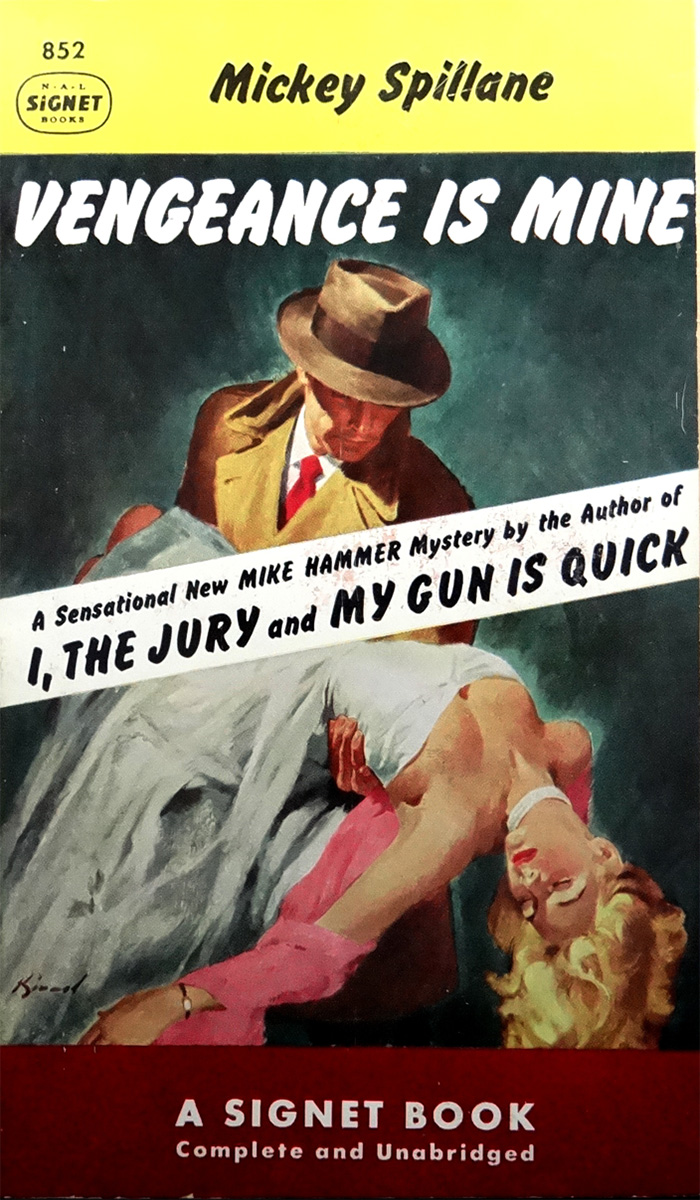 852
N·A·L
SIGNET
BOOKS
Mickey Spillane
VENGEANCE IS MINE
A Sensational New MIKE HAMMER Mystery by the Author of
I, THE JURY and MY GUN IS QUICK
A SIGNET BOOK
Complete and Unabridged